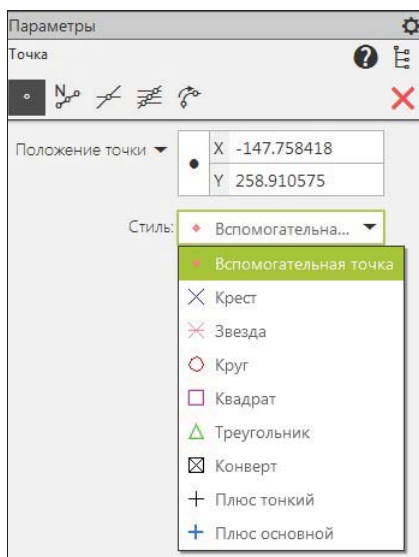 Параметры
Точка
Положение точки
X -147.758418
Y 258.910575
Стиль: Вспомогательна...
Вспомогательная точка
Крест
Звезда
Круг
Квадрат
Треугольник
Конверт
Плюс тонкий
Плюс основной